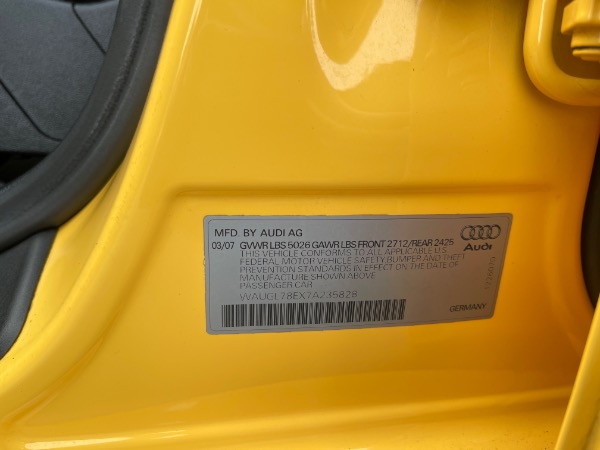 MFD. BY AUDI AG
03/07 GVWR LBS 5026 GAWR LBS FRONT 2712/REAR 2425
THIS VEHICLE CONFORMS TO ALL APPLICABLE U.S.
FEDERAL MOTOR VEHICLE SAFETY,BUMPER AND THEFT
PREVENTION STANDARDS IN EFFECT ON THE DATE OF
MANUFACTURE SHOWN ABOVE
PASSENGER CAR
WAUGL78EX7A235828
Audi
GERMANY